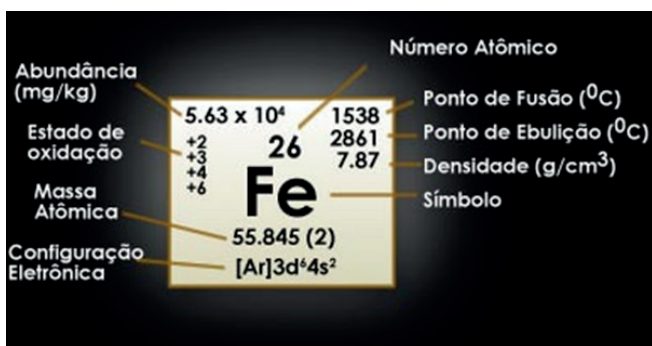 Número Atômico
Abundância
(mg/kg)
5.63 x 10⁴
1538
Ponto de Fusão (⁰C)
Estado de
oxidação
+2
+3
+4
+6
26
2861
Ponto de Ebulição (⁰C)
7.87
Densidade (g/cm³)
Fe
Símbolo
Massa
Atômica
55.845 (2)
Configuração
Eletrônica
[Ar]3d⁶4s²